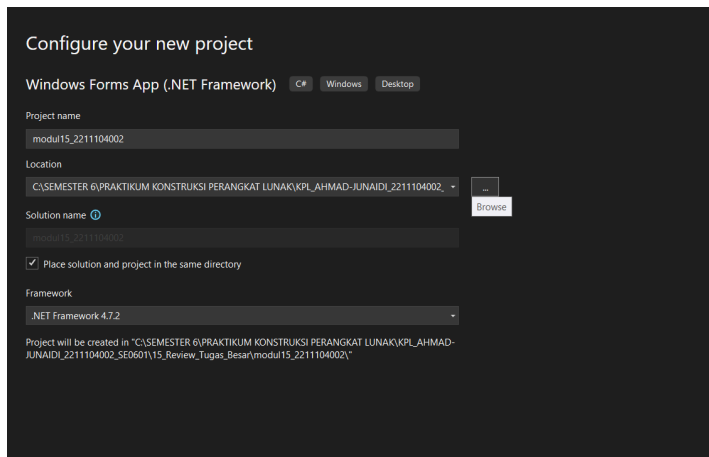 Configure your new project
Windows Forms App (.NET Framework) C# Windows Desktop
Project name
modul15_2211104002
Location
C:\SEMESTER 6\PRAKTIKUM KONSTRUKSI PERANGKAT LUNAK\KPL_AHMAD-JUNAIDI_2211104002_
...
Browse
Solution name
modul15_2211104002
Place solution and project in the same directory
Framework
.NET Framework 4.7.2
Project will be created in "C:\SEMESTER 6\PRAKTIKUM KONSTRUKSI PERANGKAT LUNAK\KPL_AHMAD-
JUNAIDI_2211104002_SE0601\15_Review_Tugas_Besar\modul15_2211104002\"